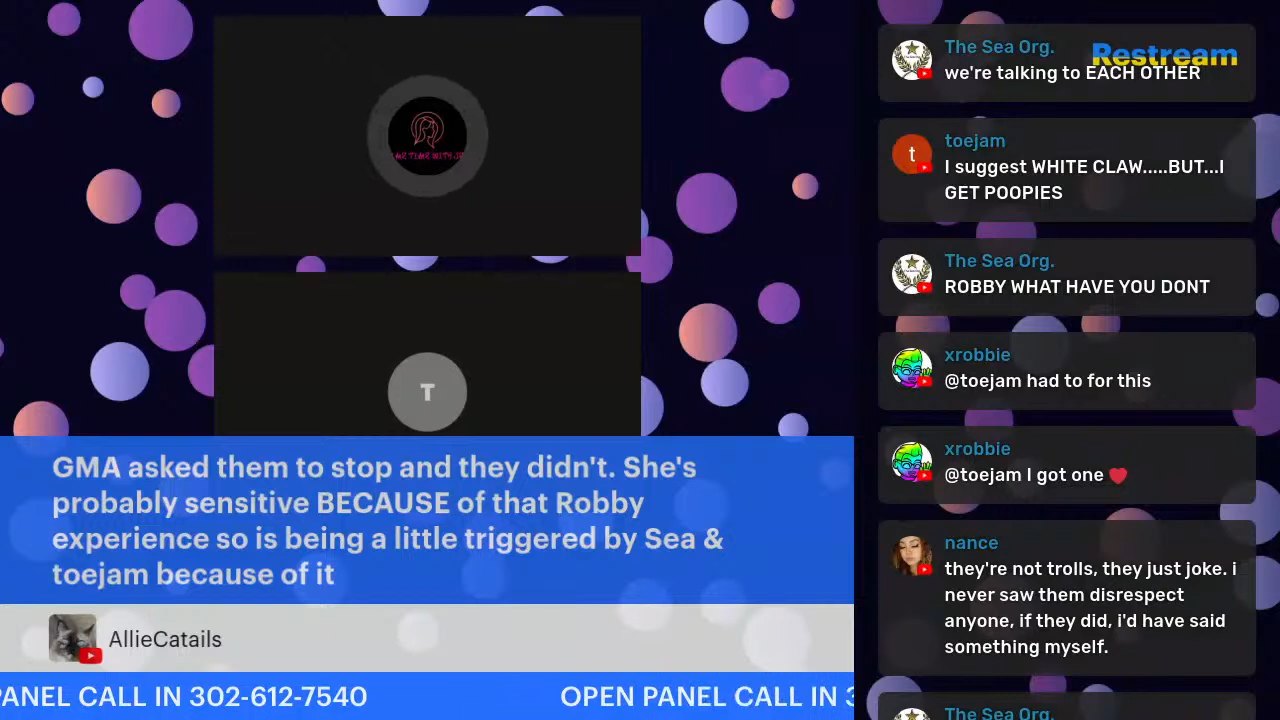 T
GMA asked them to stop and they didn't. She's
probably sensitive BECAUSE of that Robby
experience so is being a little triggered by Sea &
toejam because of it
AllieCatails
PANEL CALL IN 302-612-7540
OPEN PANEL CALL IN 3
Restream
The Sea Org.
we're talking to EACH OTHER
t
toejam
I suggest WHITE CLAW.....BUT...I
GET POOPIES
The Sea Org.
ROBBY WHAT HAVE YOU DONT
xrobbie
@toejam had to for this
xrobbie
@toejam I got one ❤️
nance
they're not trolls, they just joke. i
never saw them disrespect
anyone, if they did, i'd have said
something myself.
The Sea Org.